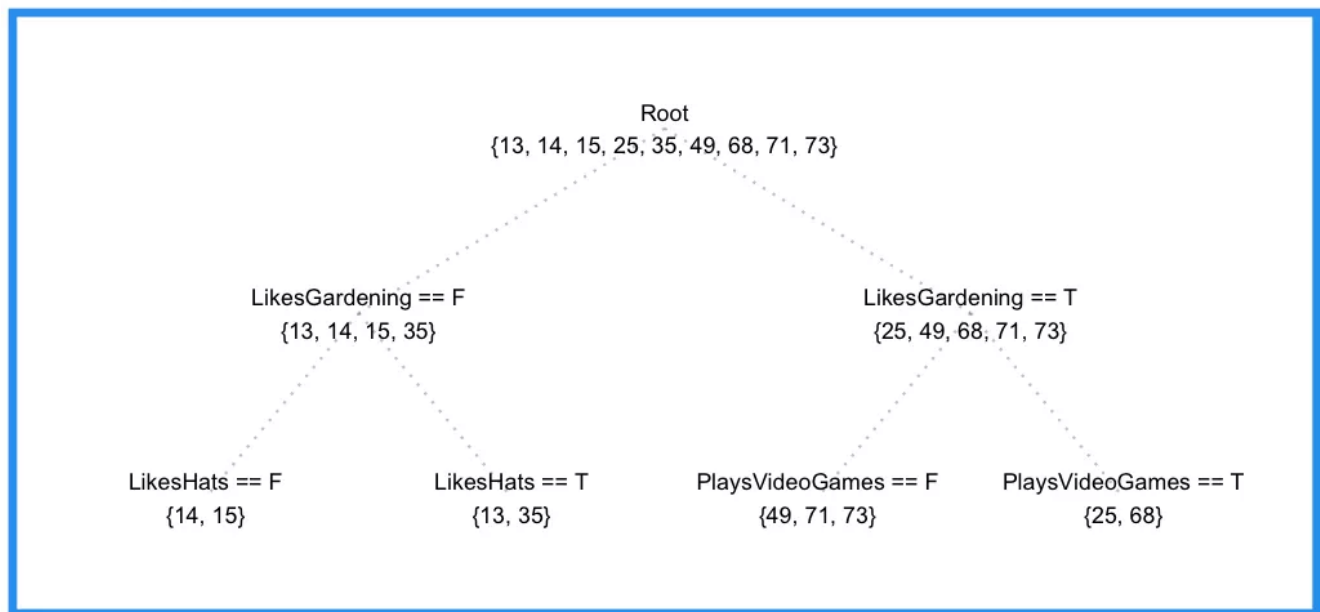 Root
{13, 14, 15, 25, 35, 49, 68, 71, 73}
LikesGardening == F
{13, 14, 15, 35}
LikesGardening == T
{25, 49, 68, 71, 73}
LikesHats == F
{14, 15}
LikesHats == T
{13, 35}
PlaysVideoGames == F
{49, 71, 73}
PlaysVideoGames == T
{25, 68}